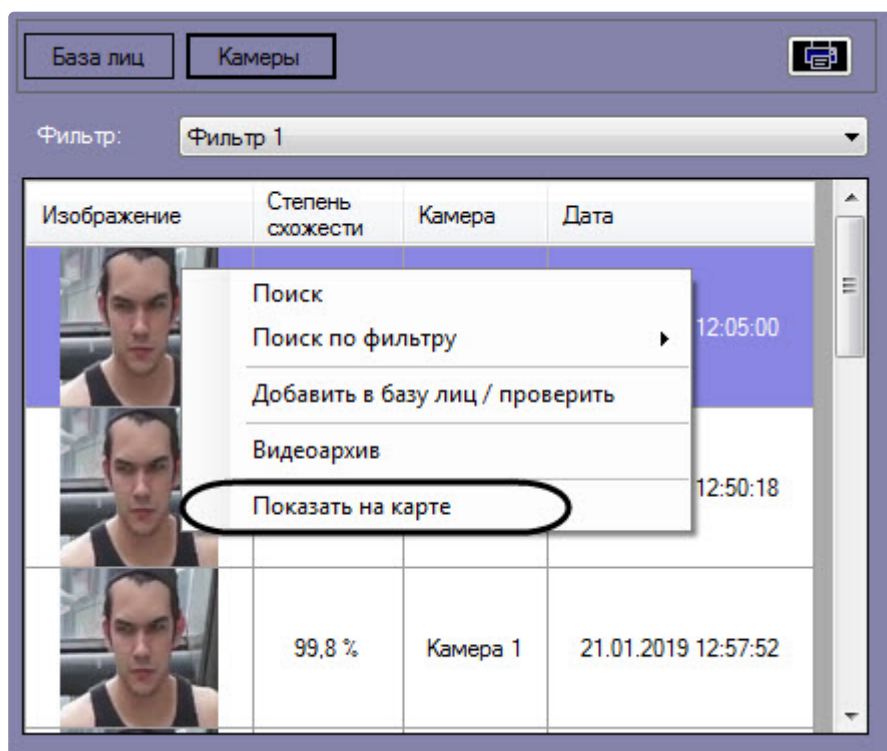 База лиц Камеры
Фильтр: Фильтр 1
Изображение Степень схожести Камера Дата
Поиск
Поиск по фильтру
12:05:00
Добавить в базу лиц / проверить
Видеоархив
Показать на карте
12:50:18
99,8 % Камера 1 21.01.2019 12:57:52